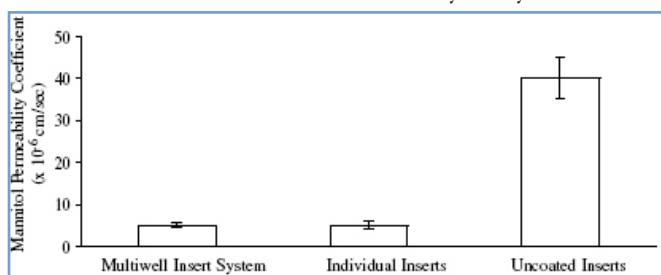 Mannitol Permeability Coefficient
(x 10⁻⁶ cm/sec)
50
40
30
20
10
0
Multiwell Insert System
Individual Inserts
Uncoated Inserts